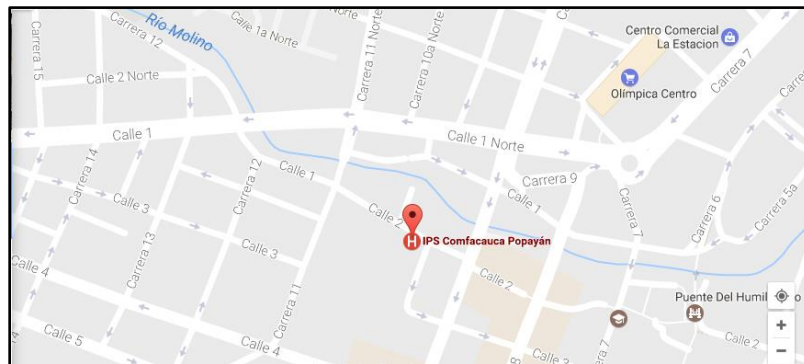 Río Molino
Carrera 12
Calle 1a Norte
Carrera 11 Norte
Carrera 10a Norte
Centro Comercial
La Estacion
Carrera 7
Carrera 15
Calle 2 Norte
Olímpica Centro
Calle 1
Calle 1 Norte
Carrera 14
Carrera 12
Calle 1
Carrera 9
Calle 3
Calle 2
Calle 1
Carrera 7
Carrera 6
Carrera 5a
IPS Comfacauca Popayán
Carrera 13
Calle 3
Calle 4
Carrera 11
Calle 2
Puente Del Humil
o
Calle 5
Calle 4
14
8
7
Calle 2
H
+
−